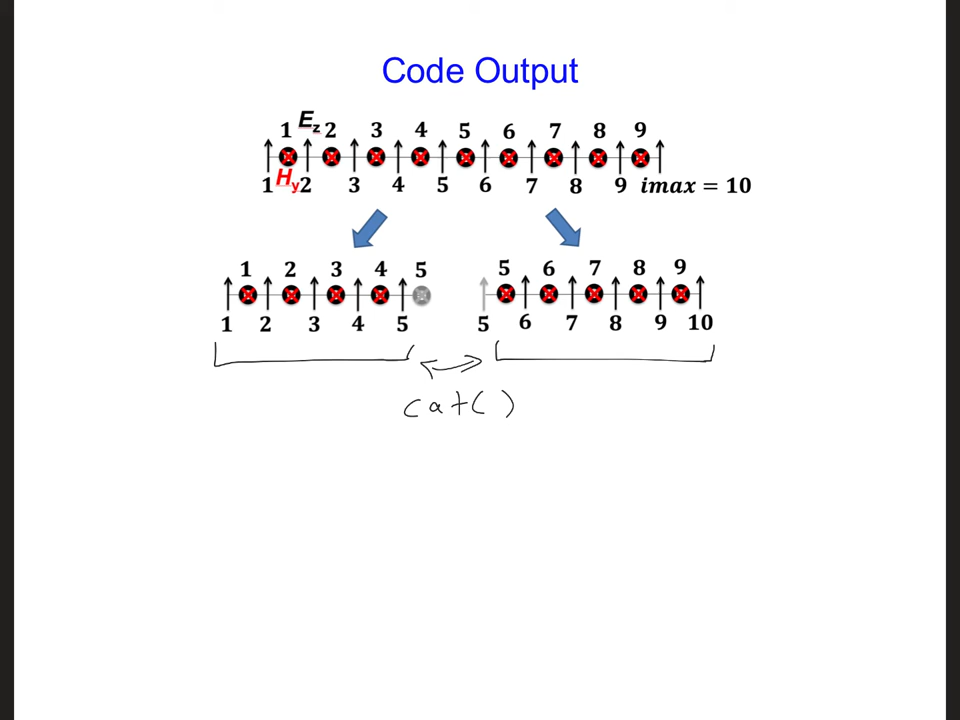 Code Output
1 Ez 2 3 4 5 6 7 8 9
1 Hy 2 3 4 5 6 7 8 9 imax = 10
1 2 3 4 5 5 6 7 8 9
1 2 3 4 5 5 6 7 8 9 10
cat( )